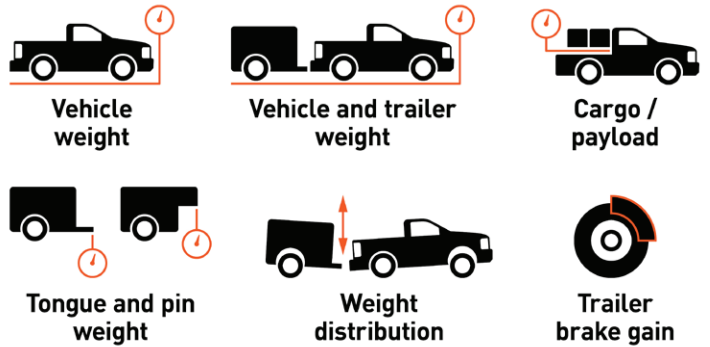 Vehicle
weight
Vehicle and trailer
weight
Cargo /
payload
Tongue and pin
weight
Weight
distribution
Trailer
brake gain